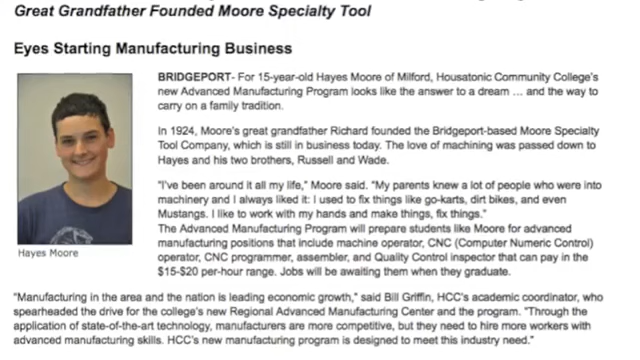 Great Grandfather Founded Moore Specialty Tool
Eyes Starting Manufacturing Business
BRIDGEPORT- For 15-year-old Hayes Moore of Milford, Housatonic Community College's
new Advanced Manufacturing Program looks like the answer to a dream ... and the way to
carry on a family tradition.
In 1924, Moore's great grandfather Richard founded the Bridgeport-based Moore Specialty
Tool Company, which is still in business today. The love of machining was passed down to
Hayes and his two brothers, Russell and Wade.
"I've been around it all my life," Moore said. "My parents knew a lot of people who were into
machinery and I always liked it: I used to fix things like go-karts, dirt bikes, and even
Mustangs. I like to work with my hands and make things, fix things."
The Advanced Manufacturing Program will prepare students like Moore for advanced
manufacturing positions that include machine operator, CNC (Computer Numeric Control)
operator, CNC programmer, assembler, and Quality Control inspector that can pay in the
$15-$20 per-hour range. Jobs will be awaiting them when they graduate.
Hayes Moore
"Manufacturing in the area and the nation is leading economic growth," said Bill Griffin, HCC's academic coordinator, who
spearheaded the drive for the college's new Regional Advanced Manufacturing Center and the program. "Through the
application of state-of-the-art technology, manufacturers are more competitive, but they need to hire more workers with
advanced manufacturing skills. HCC's new manufacturing program is designed to meet this industry need."